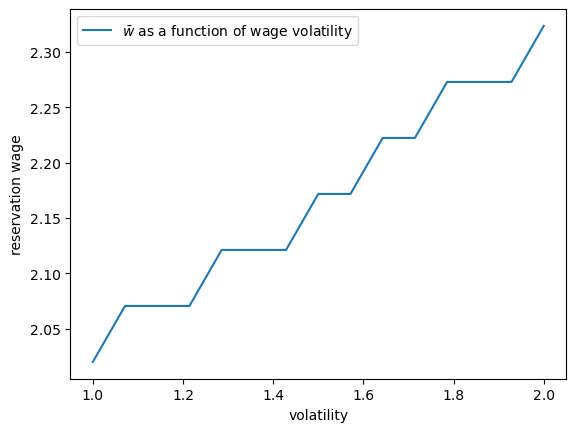 w̄ as a function of wage volatility
reservation wage
2.30
2.25
2.20
2.15
2.10
2.05
1.0 1.2 1.4 1.6 1.8 2.0
volatility